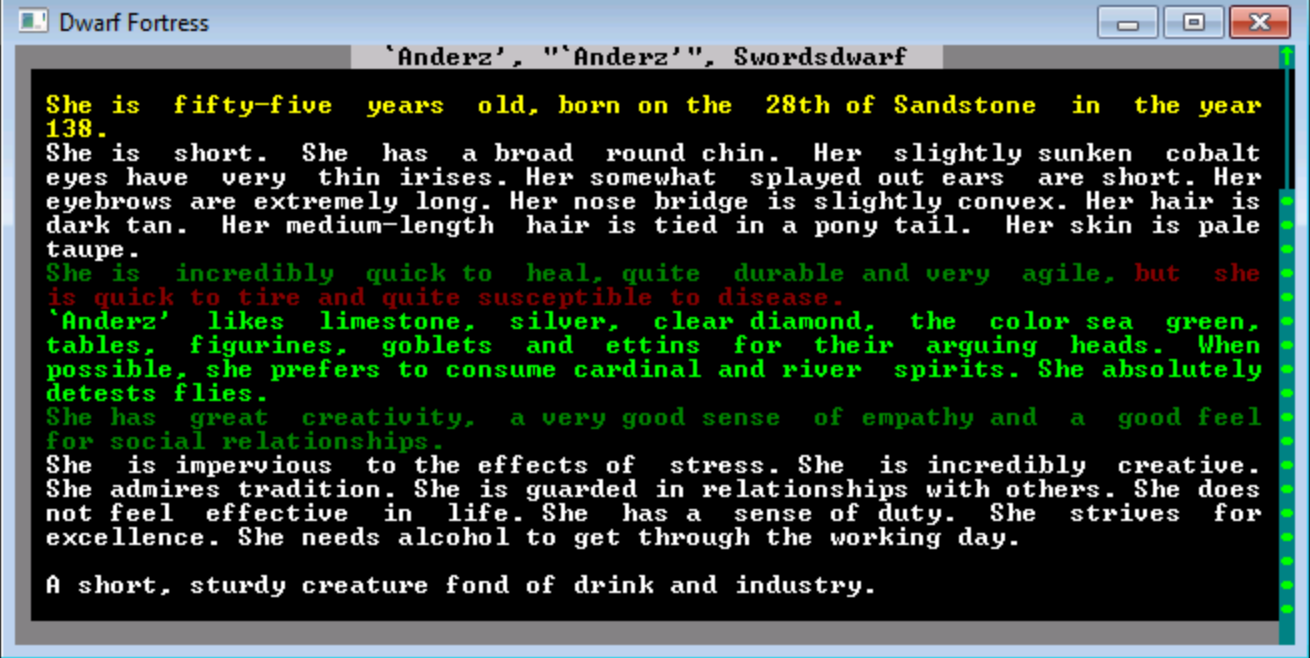 Dwarf Fortress
`Anderz', "`Anderz'", Swordsdwarf
She is fifty-five years old, born on the 28th of Sandstone in the year
138.
She is short. She has a broad round chin. Her slightly sunken cobalt
eyes have very thin irises. Her somewhat splayed out ears are short. Her
eyebrows are extremely long. Her nose bridge is slightly convex. Her hair is
dark tan. Her medium-length hair is tied in a pony tail. Her skin is pale
taupe.
She is incredibly quick to heal, quite durable and very agile, but she
is quick to tire and quite susceptible to disease.
`Anderz' likes limestone, silver, clear diamond, the color sea green,
tables, figurines, goblets and ettins for their arguing heads. When
possible, she prefers to consume cardinal and river spirits. She absolutely
detests flies.
She has great creativity, a very good sense of empathy and a good feel
for social relationships.
She is impervious to the effects of stress. She is incredibly creative.
She admires tradition. She is guarded in relationships with others. She does
not feel effective in life. She has a sense of duty. She strives for
excellence. She needs alcohol to get through the working day.
A short, sturdy creature fond of drink and industry.